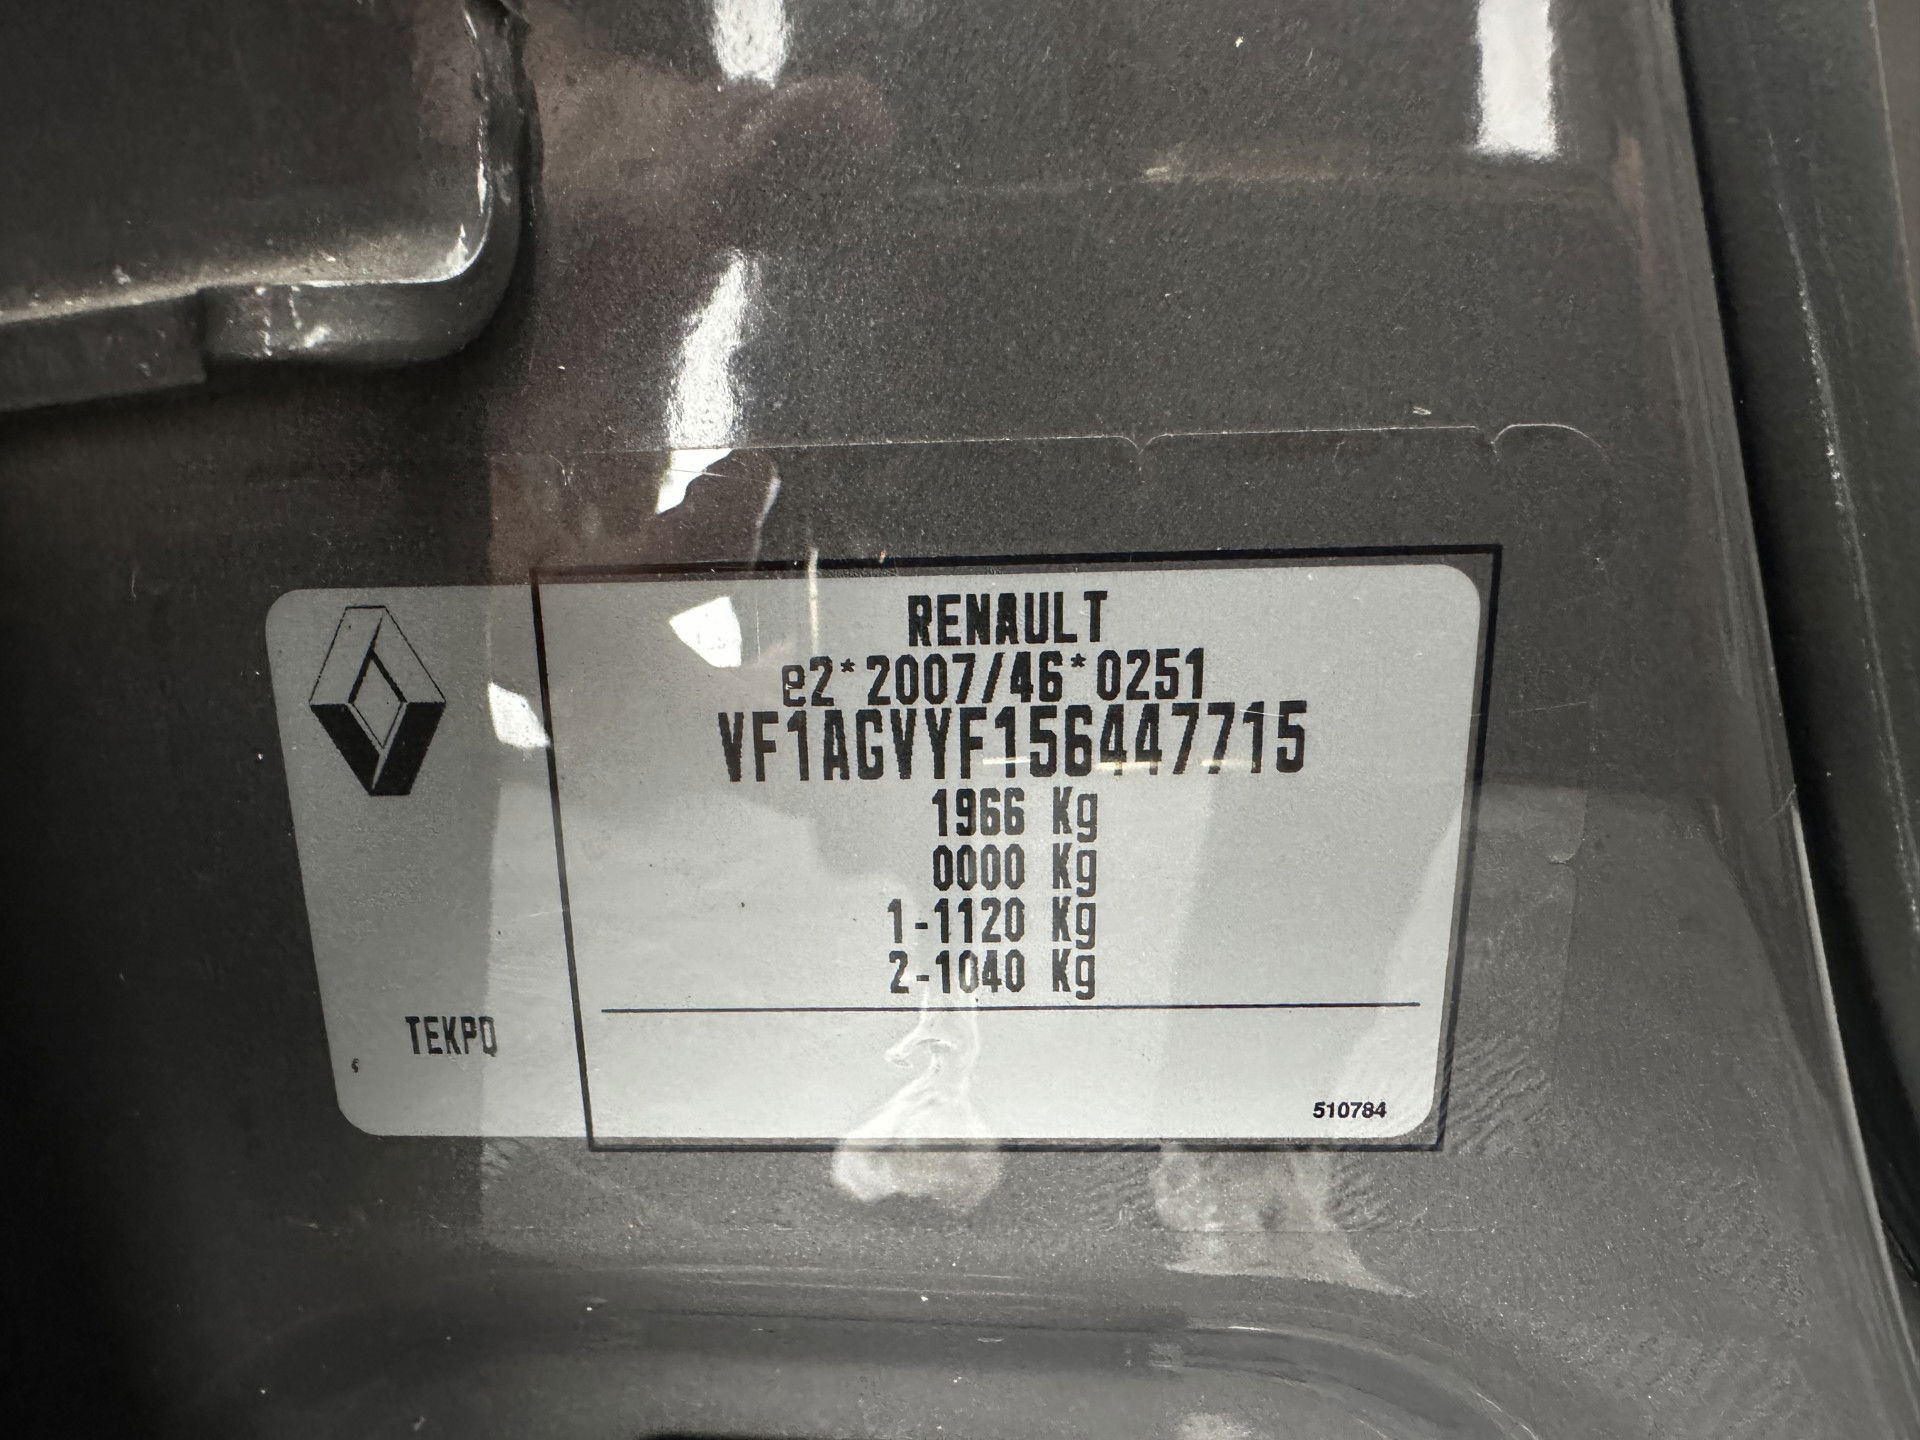 RENAULT
e2*2007/46*0251
VF1AGVYF156447715
1966 Kg
0000 Kg
1-1120 Kg
2-1040 Kg
TEKPQ
510784